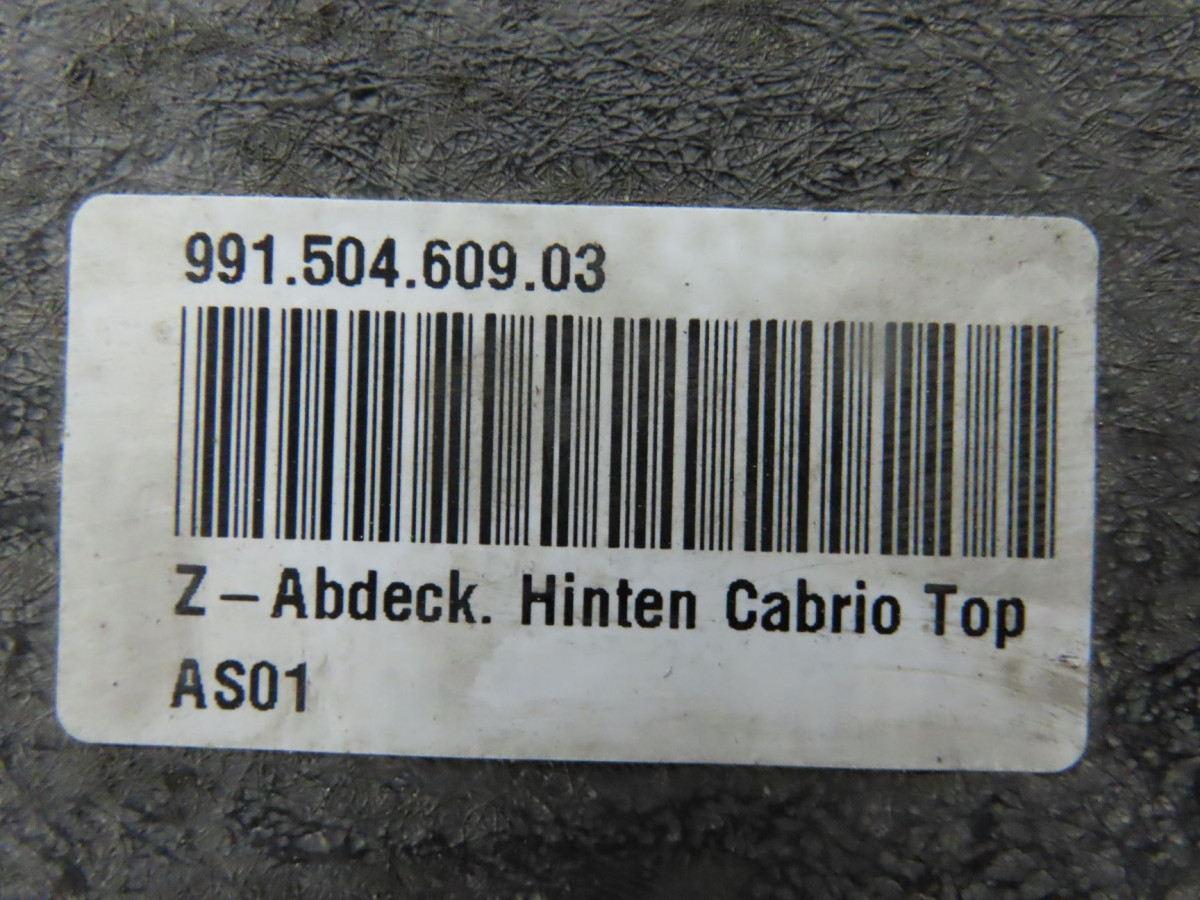 991.504.609.03
Z – Abdeck. Hinten Cabrio Top
AS01